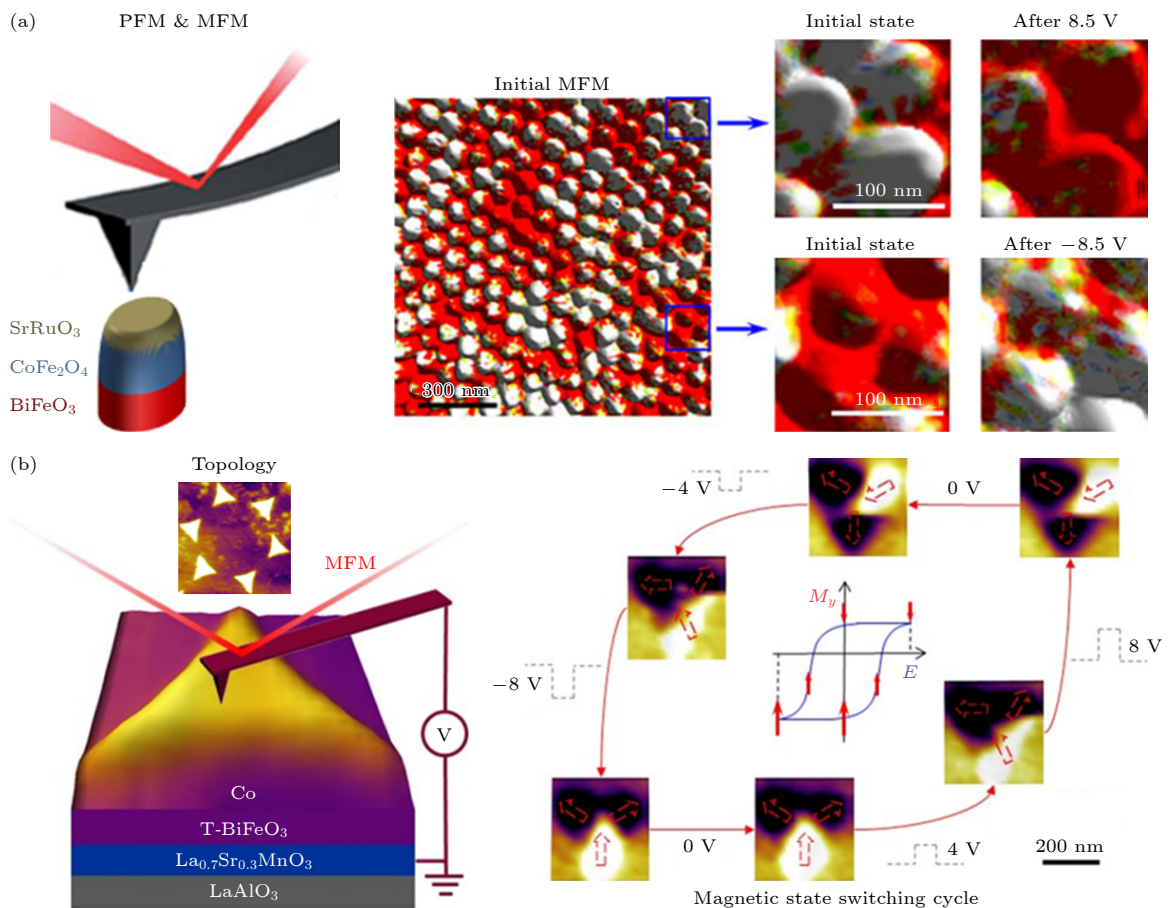 (a)
PFM & MFM
Initial MFM
Initial state
After 8.5 V
100 nm
Initial state
After −8.5 V
100 nm
300 nm
SrRuO₃
CoFe₂O₄
BiFeO₃
(b)
Topology
MFM
V
Co
T-BiFeO₃
La₀.₇Sr₀.₃MnO₃
LaAlO₃
−4 V
0 V
−8 V
M_y
E
8 V
0 V
4 V
200 nm
Magnetic state switching cycle